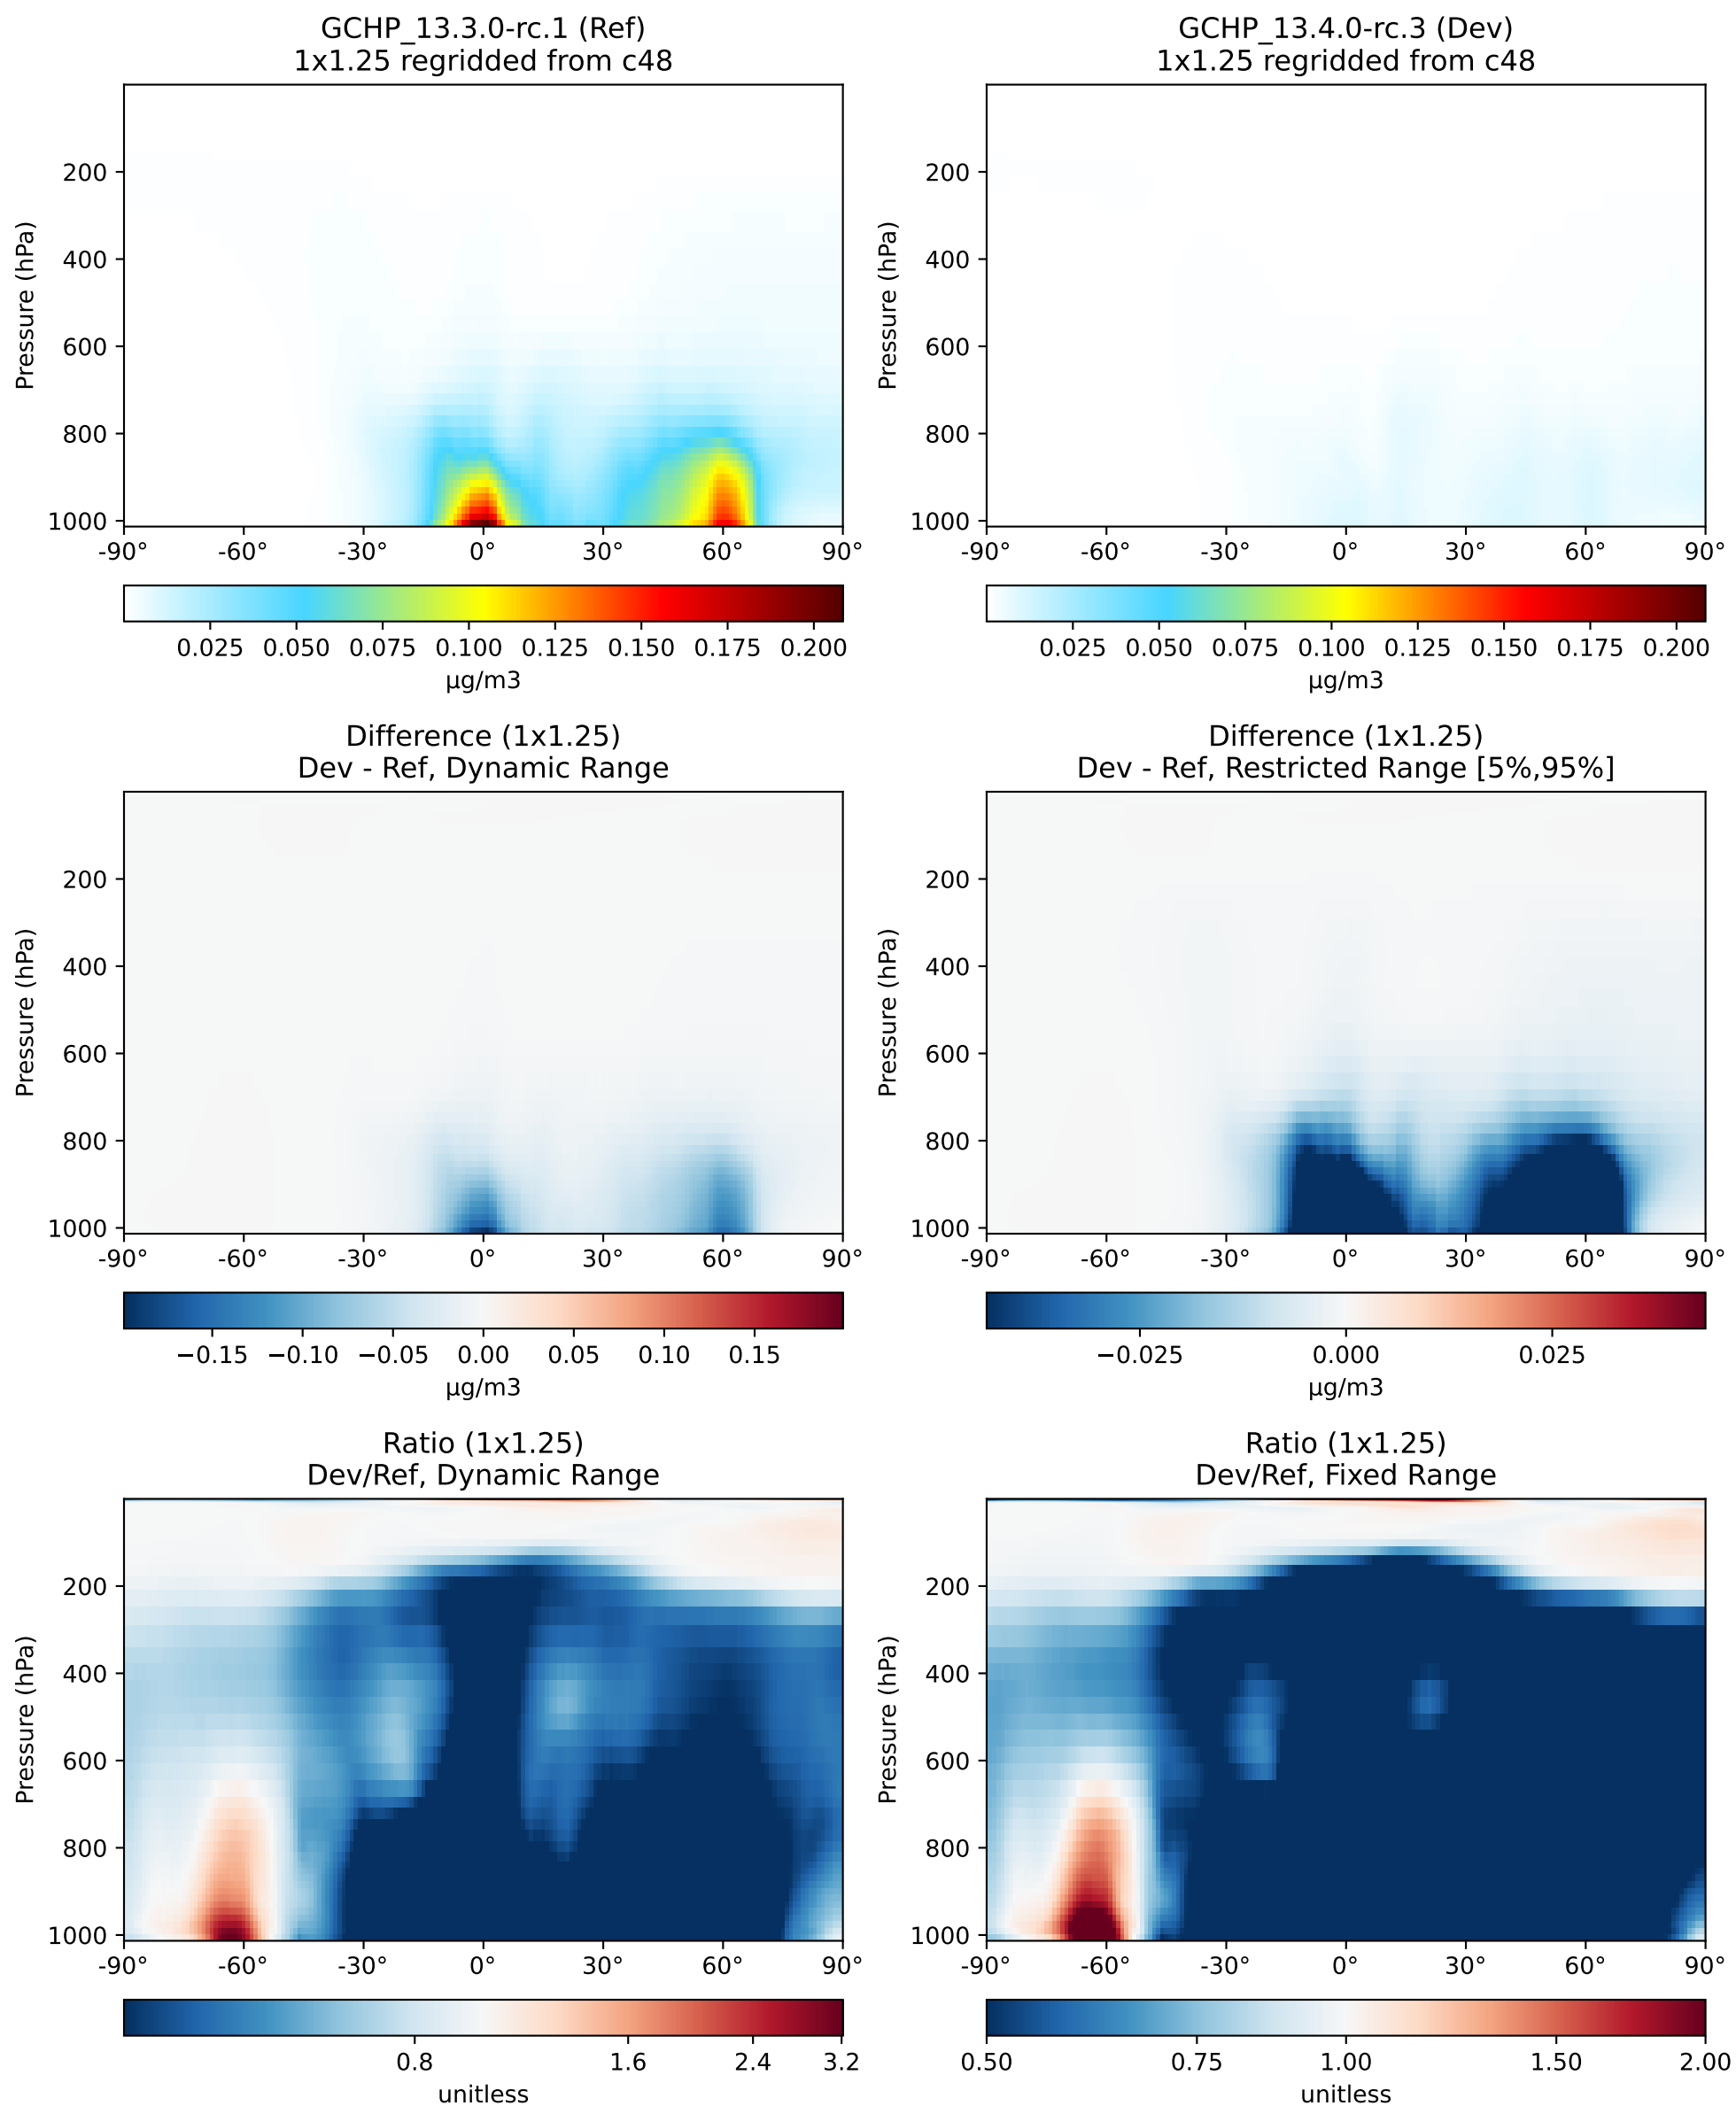 GCHP_13.3.0-rc.1 (Ref)
1x1.25 regridded from c48
Pressure (hPa)
200
400
600
800
1000
-90° -60° -30° 0° 30° 60° 90°
0.025 0.050 0.075 0.100 0.125 0.150 0.175 0.200
µg/m3
GCHP_13.4.0-rc.3 (Dev)
1x1.25 regridded from c48
Pressure (hPa)
200
400
600
800
1000
-90° -60° -30° 0° 30° 60° 90°
0.025 0.050 0.075 0.100 0.125 0.150 0.175 0.200
µg/m3
Difference (1x1.25)
Dev - Ref, Dynamic Range
Pressure (hPa)
200
400
600
800
1000
-90° -60° -30° 0° 30° 60° 90°
−0.15 −0.10 −0.05 0.00 0.05 0.10 0.15
µg/m3
Difference (1x1.25)
Dev - Ref, Restricted Range [5%,95%]
Pressure (hPa)
200
400
600
800
1000
-90° -60° -30° 0° 30° 60° 90°
−0.025 0.000 0.025
µg/m3
Ratio (1x1.25)
Dev/Ref, Dynamic Range
Pressure (hPa)
200
400
600
800
1000
-90° -60° -30° 0° 30° 60° 90°
0.8 1.6 2.4 3.2
unitless
Ratio (1x1.25)
Dev/Ref, Fixed Range
Pressure (hPa)
200
400
600
800
1000
-90° -60° -30° 0° 30° 60° 90°
0.50 0.75 1.00 1.50 2.00
unitless